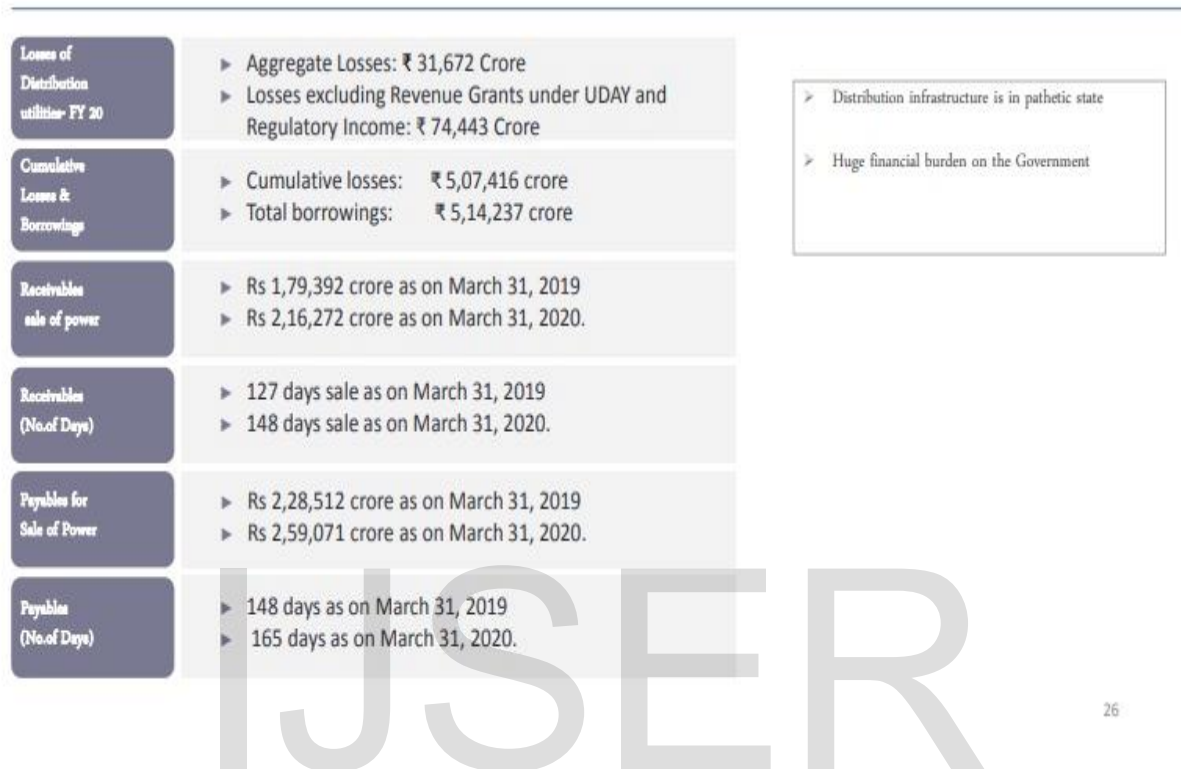 Losses of
Distribution
utilities- FY 20
► Aggregate Losses: ₹ 31,672 Crore
► Losses excluding Revenue Grants under UDAY and
Regulatory Income: ₹ 74,443 Crore
Cumulative
Losses &
Borrowings
► Cumulative losses: ₹ 5,07,416 crore
► Total borrowings: ₹ 5,14,237 crore
Receivables
sale of power
► Rs 1,79,392 crore as on March 31, 2019
► Rs 2,16,272 crore as on March 31, 2020.
Receivables
(No.of Days)
► 127 days sale as on March 31, 2019
► 148 days sale as on March 31, 2020.
Payables for
Sale of Power
► Rs 2,28,512 crore as on March 31, 2019
► Rs 2,59,071 crore as on March 31, 2020.
Payables
(No.of Days)
► 148 days as on March 31, 2019
► 165 days as on March 31, 2020.
➢ Distribution infrastructure is in pathetic state
➢ Huge financial burden on the Government
IJSER
26